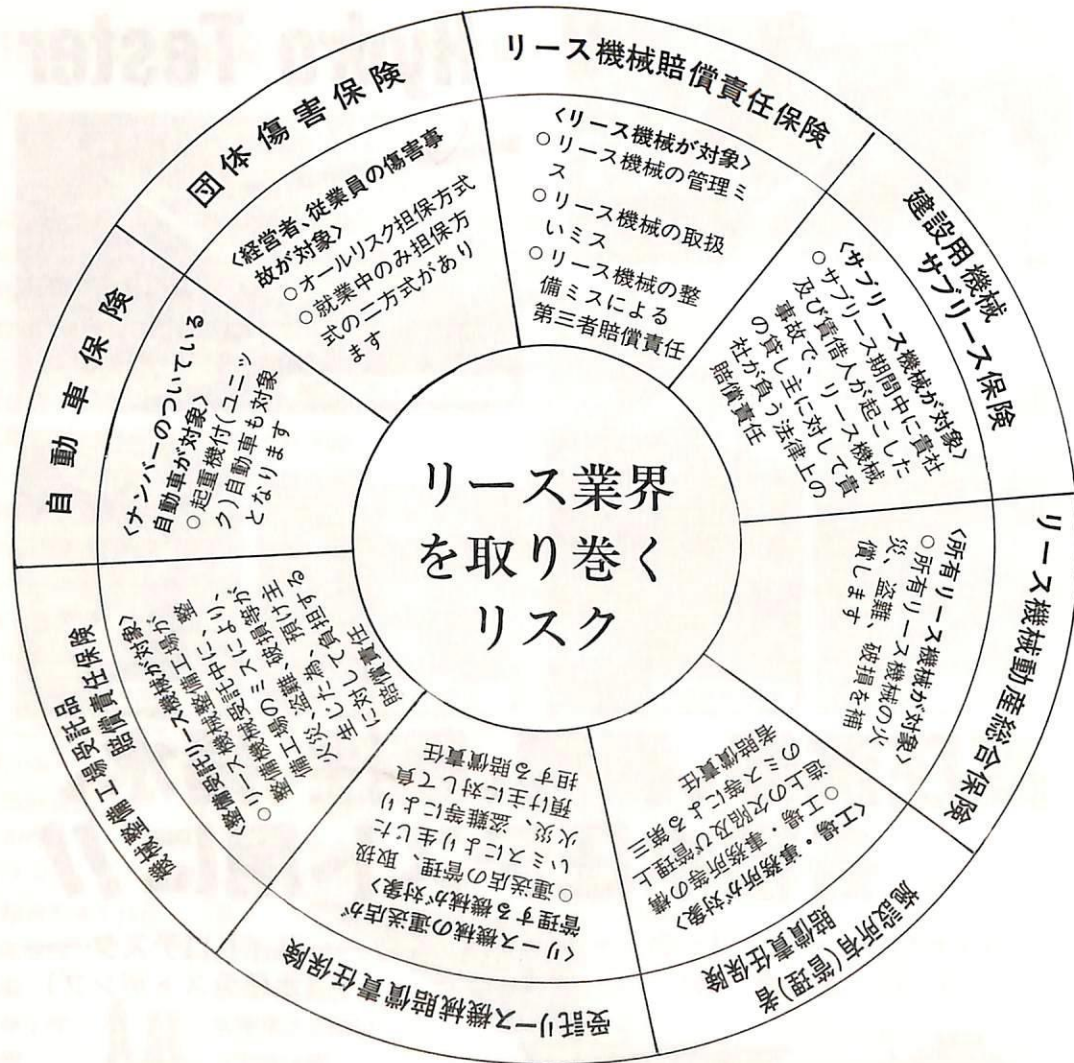 リース業界
を取り巻く
リスク
リース機械賠償責任保険
〈リース機械が対象〉
○リース機械の管理ミ
ス
○リース機械の取扱
いミス
○リース機械の整
備ミスによる
第三者賠償責任
建設用機械
サブリース保険
〈サブリース機械が対象〉
○サブリース期間中に貴社
及び賃借人が起こした
事故で、リース機械
の貸し主に対して貴
社が負う法律上の
賠償責任
リース機械動産総合保険
〈所有リース機械が対象〉
○所有リース機械の火
災、盗難、破損を補
償します
施設所有(管理)者
賠償責任保険
〈工場・事務所が対象〉
○工場・事務所等の構
造上の欠陥及び管理上
のミス等による第三
者賠償責任
受託リース機械賠償責任保険
〈リース機械の運送店が
管理する機械が対象〉
○運送店の管理、取扱
いミスにより生じた
火災、盗難等により
預け主に対して負
担する賠償責任
機械整備工場受託品
賠償責任保険
〈整備受託リース機械が対象〉
○リース機械整備工場が
整備機械受託中により、整
備工場のミス破損等が
火災、盗難、預け主
生じた為、負担する
に対して
賠償責任
自動車保険
〈ナンバーのついている
自動車が対象〉
○起重機付(ユニッ
ク)自動車も対象
となります
団体傷害保険
〈経営者、従業員の傷害事
故が対象〉
○オールリスク担保方式
○就業中のみ担保方
式の二方式があり
ます
Tester